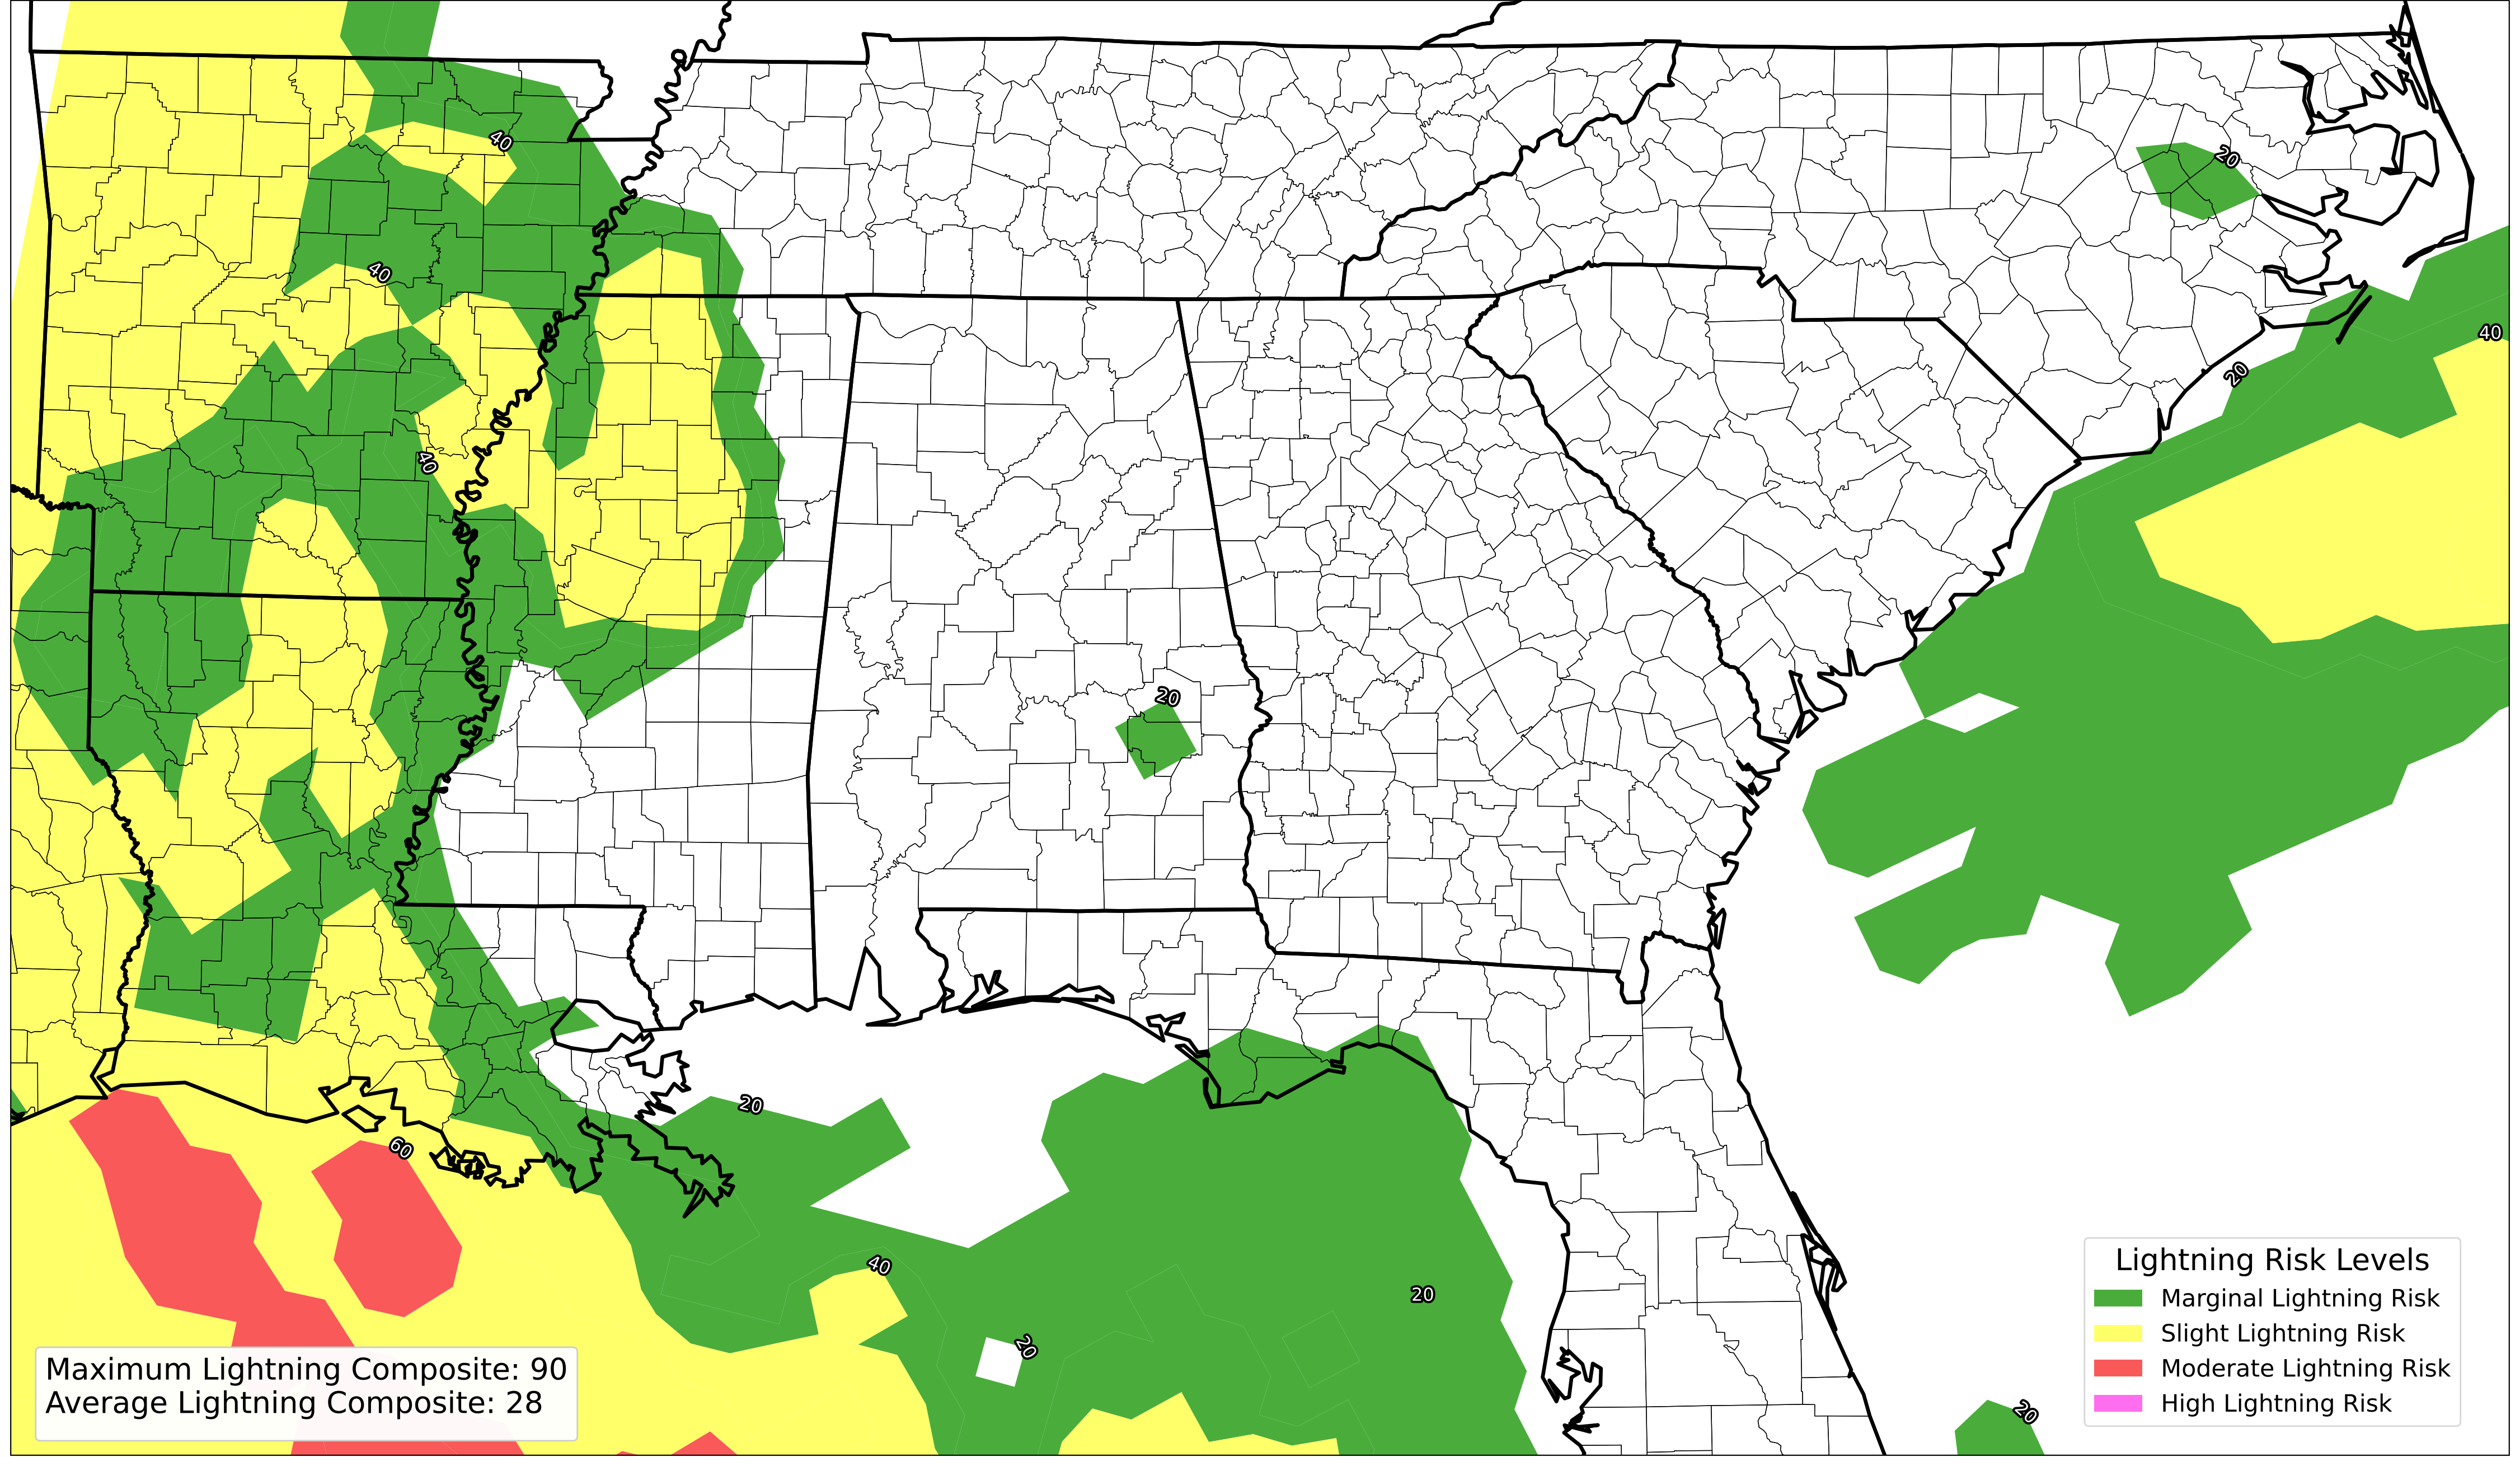 40
20
40
40
20
40
20
20
60
40
20
20
20
Lightning Risk Levels
Marginal Lightning Risk
Slight Lightning Risk
Moderate Lightning Risk
High Lightning Risk
Maximum Lightning Composite: 90
Average Lightning Composite: 28